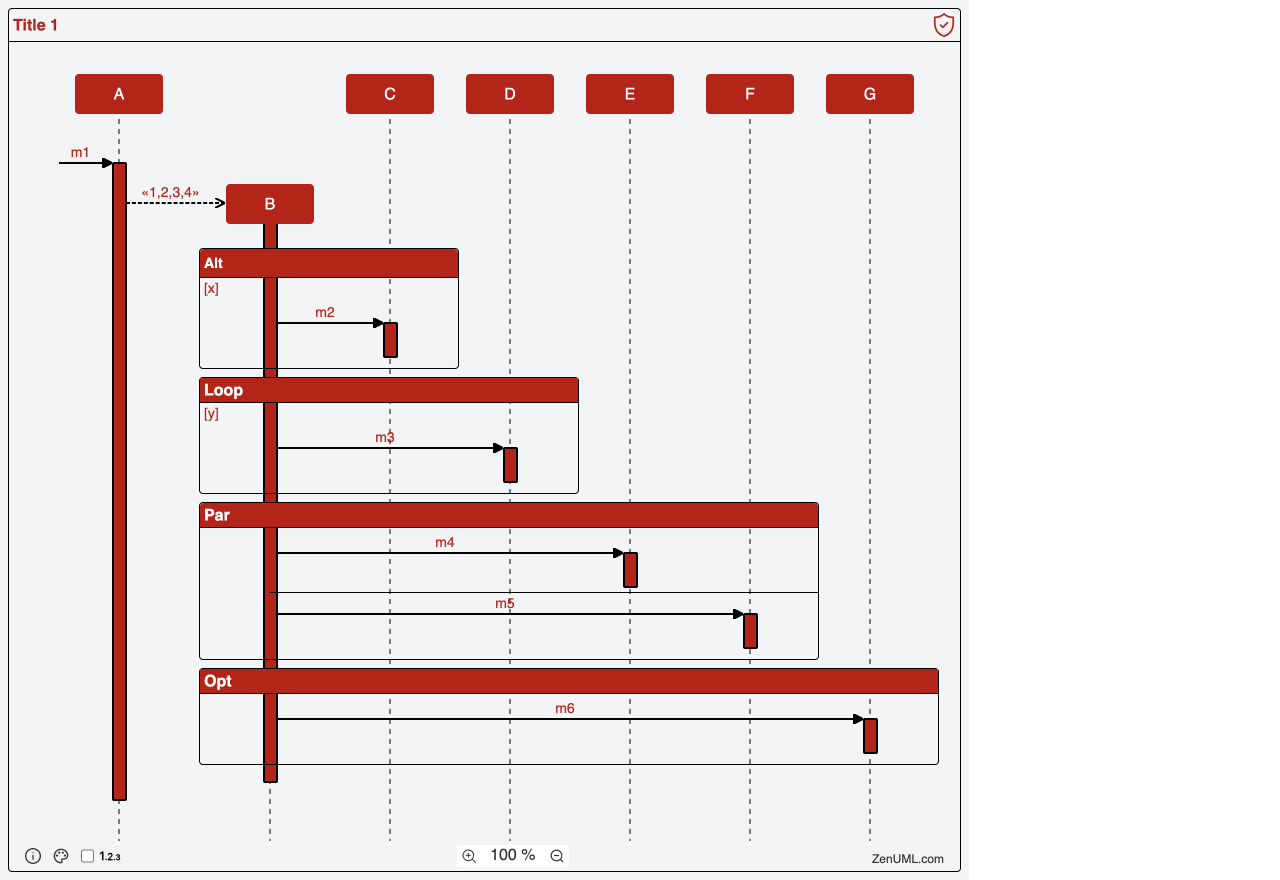 Title 1
A
C
D
E
F
G
m1
«1,2,3,4»
B
Alt
[x]
m2
Loop
[y]
m3
Par
m4
m5
Opt
m6
1.2.3
100 %
ZenUML.com